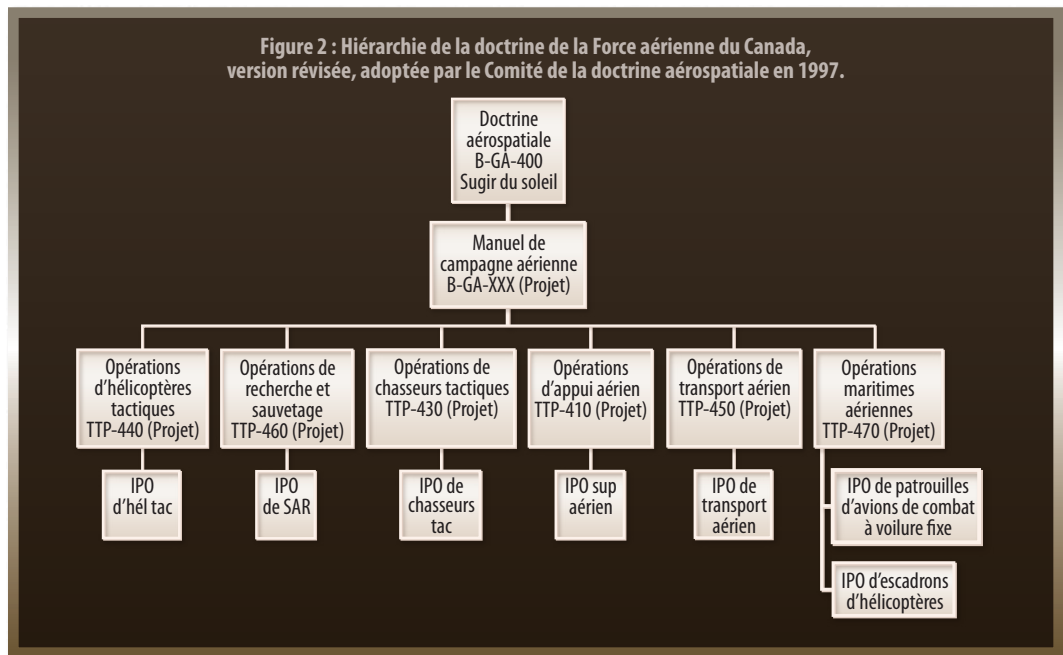 Figure 2 : Hiérarchie de la doctrine de la Force aérienne du Canada,
version révisée, adoptée par le Comité de la doctrine aérospatiale en 1997.
Doctrine
aérospatiale
B-GA-400
Sugir du soleil
Manuel de
campagne aérienne
B-GA-XXX (Projet)
Opérations
d'hélicoptères
tactiques
TTP-440 (Projet)
Opérations de
recherche et
sauvetage
TTP-460 (Projet)
Opérations de
chasseurs tactiques
TTP-430 (Projet)
Opérations
d'appui aérien
TTP-410 (Projet)
Opérations de
transport aérien
TTP-450 (Projet)
Opérations
maritimes
aériennes
TTP-470 (Projet)
IPO
d'hél tac
IPO
de SAR
IPO de
chasseurs
tac
IPO sup
aérien
IPO de
transport
aérien
IPO de patrouilles
d'avions de combat
à voilure fixe
IPO d'escadrons
d'hélicoptères